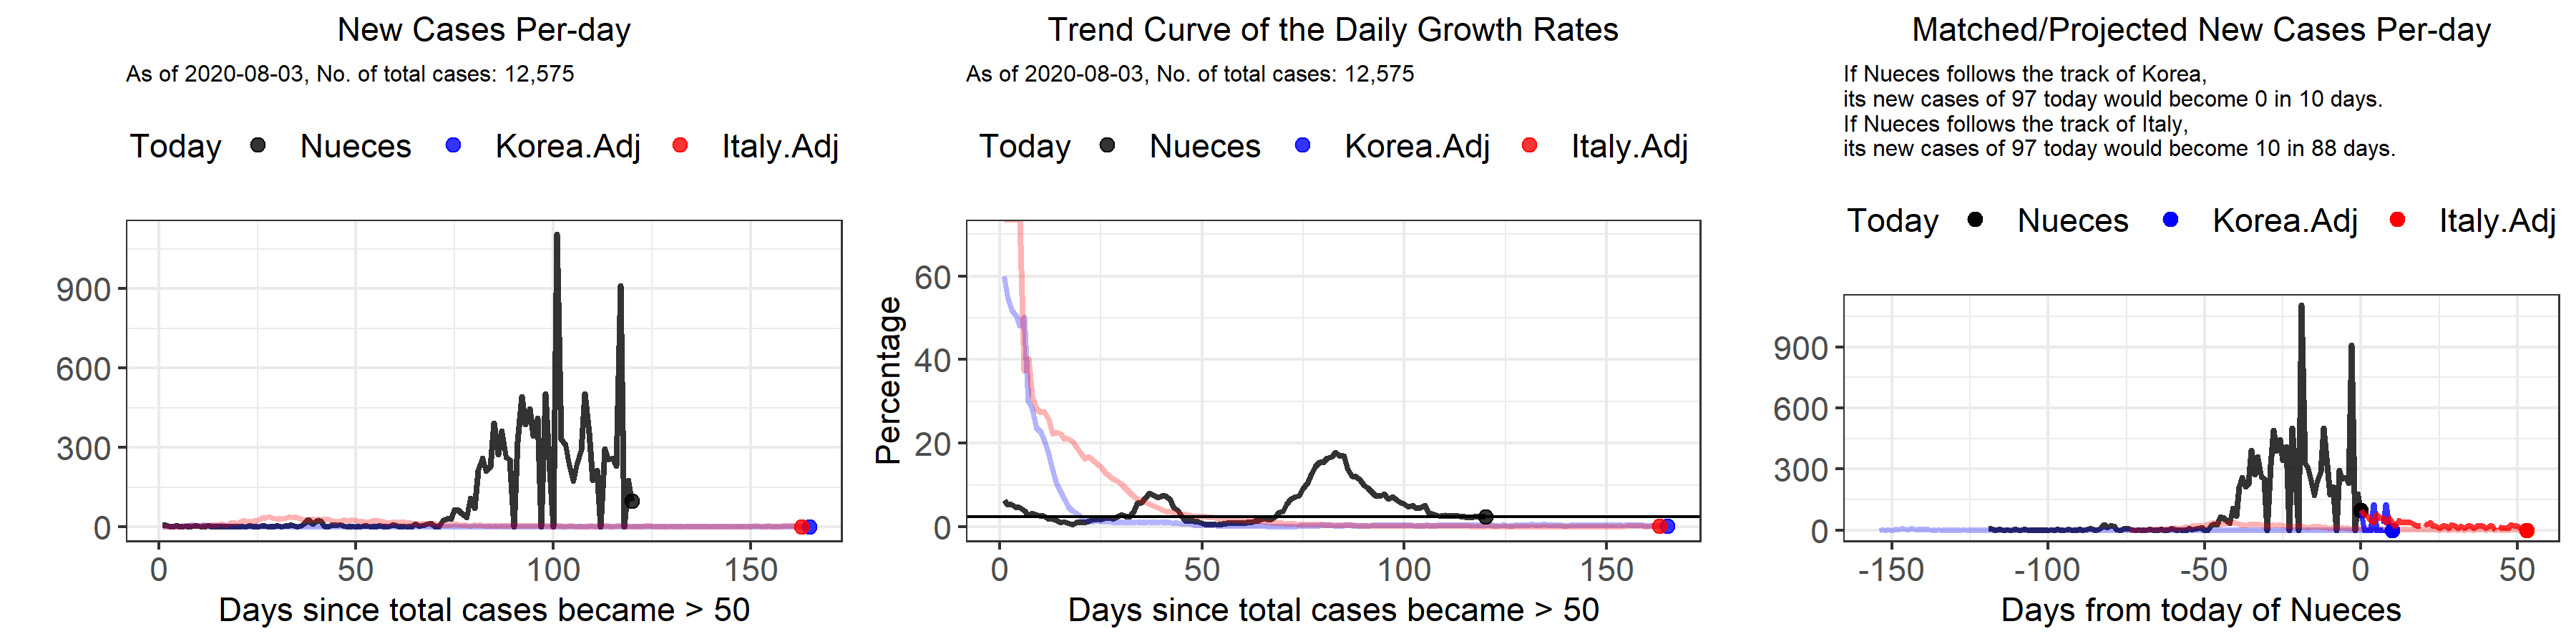 New Cases Per-day
As of 2020-08-03, No. of total cases: 12,575
Today Nueces Korea.Adj Italy.Adj
900
600
300
0
0 50 100 150
Days since total cases became > 50
Trend Curve of the Daily Growth Rates
As of 2020-08-03, No. of total cases: 12,575
Today Nueces Korea.Adj Italy.Adj
Percentage
60
40
20
0
0 50 100 150
Days since total cases became > 50
Matched/Projected New Cases Per-day
If Nueces follows the track of Korea,
its new cases of 97 today would become 0 in 10 days.
If Nueces follows the track of Italy,
its new cases of 97 today would become 10 in 88 days.
Today Nueces Korea.Adj Italy.Adj
900
600
300
0
-150 -100 -50 0 50
Days from today of Nueces